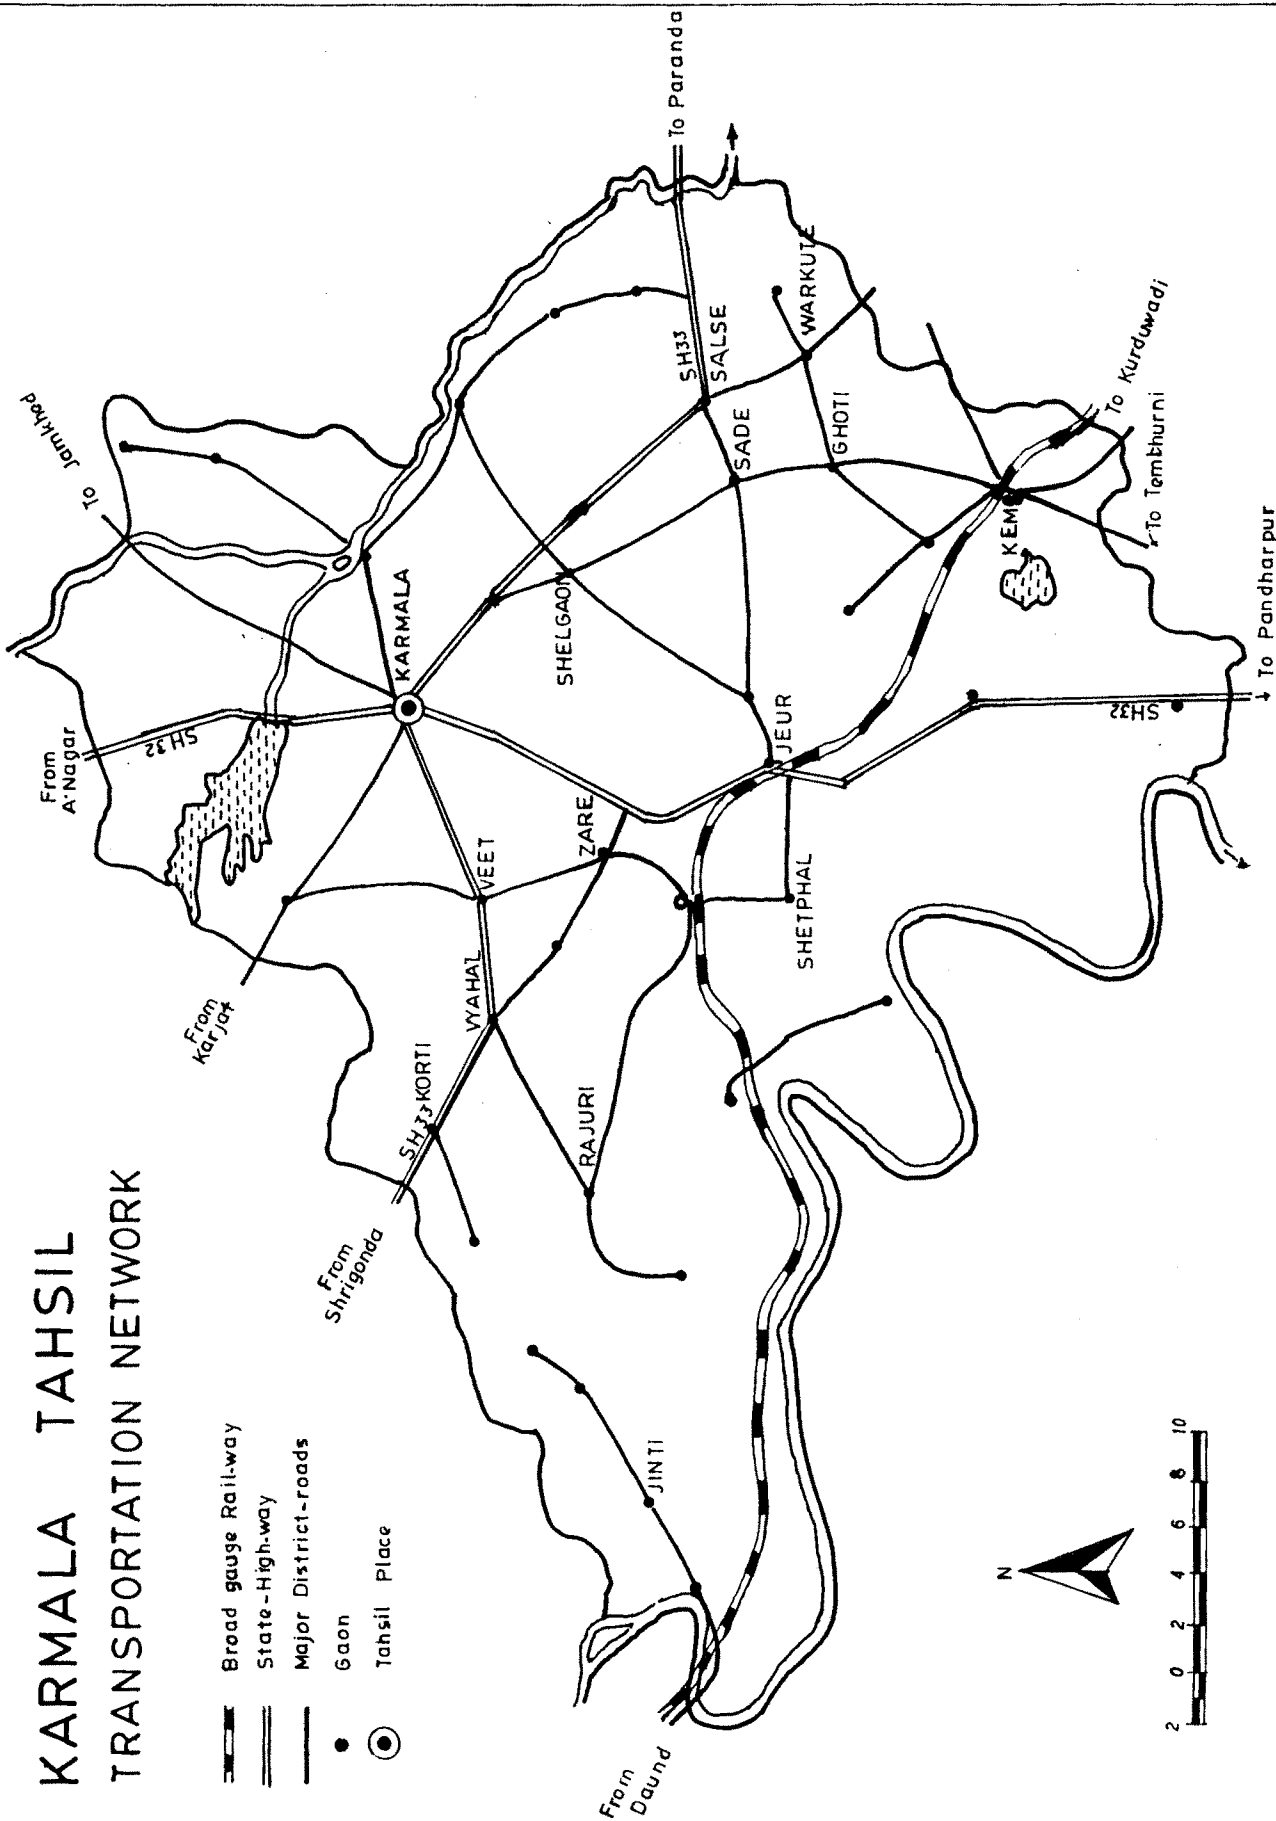 KARMALA TAHSIL
TRANSPORTATION NETWORK
Broad gauge Rail-way
State-High-way
Major District-roads
Gaon
Tahsil Place
From
A'Nagar
SH 32
To Jamkhed
From
Karjat
KARMALA
SH33
KORTI
VYAHAL
VEET
From
Shrigonda
SHELGAON
ZARE
RAJURI
SH33
SALSE
To Paranda
SADE
JEUR
JINTI
SHETPHAL
WARKUTE
GHOTI
From
Daund
KEM
To Kurduwadi
To Tembhurni
SH32
To Pandharpur
N
2 0 2 4 6 8 10